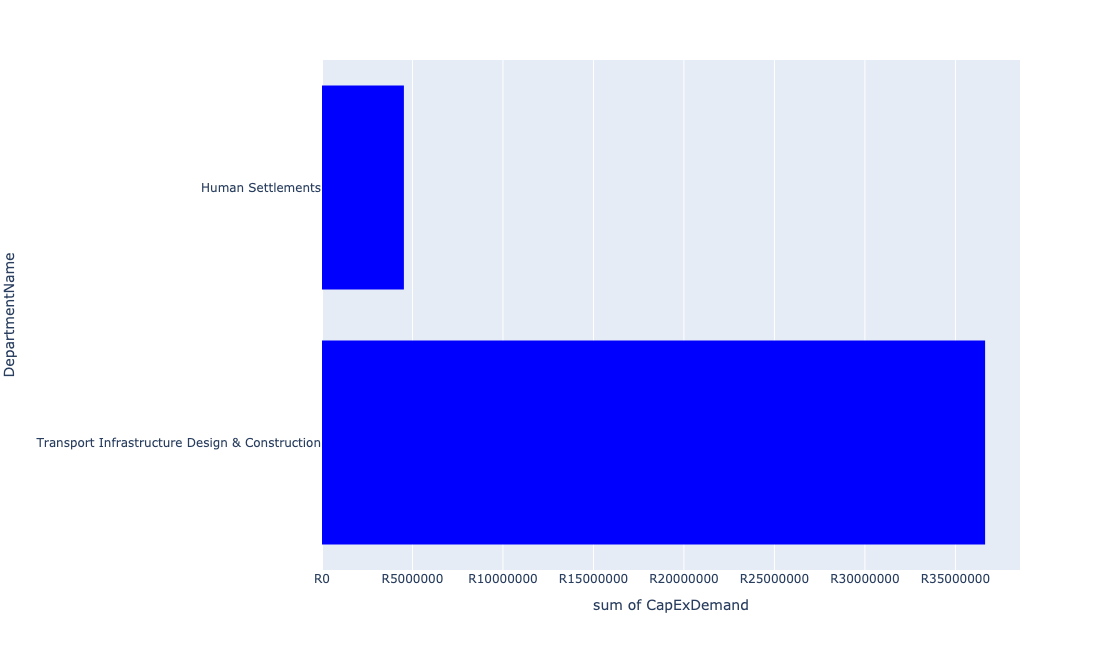 DepartmentName
Human Settlements
Transport Infrastructure Design & Construction
R0 R5000000 R10000000 R15000000 R20000000 R25000000 R30000000 R35000000
sum of CapExDemand